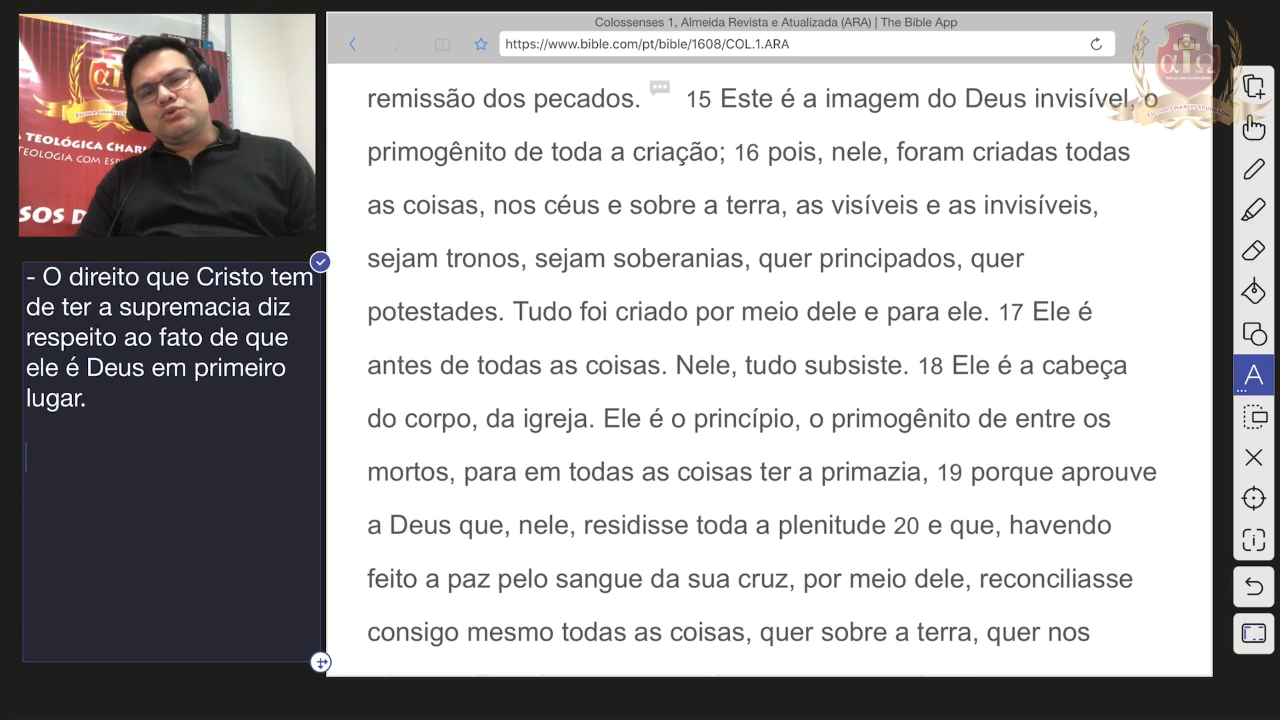 TEOLÓGICA CHARL
SOS D
- O direito que Cristo tem
de ter a supremacia diz
respeito ao fato de que
ele é Deus em primeiro
lugar.
Colossenses 1, Almeida Revista e Atualizada (ARA) | The Bible App
https://www.bible.com/pt/bible/1608/COL.1.ARA
remissão dos pecados. 15 Este é a imagem do Deus invisível, o
primogênito de toda a criação; 16 pois, nele, foram criadas todas
as coisas, nos céus e sobre a terra, as visíveis e as invisíveis,
sejam tronos, sejam soberanias, quer principados, quer
potestades. Tudo foi criado por meio dele e para ele. 17 Ele é
antes de todas as coisas. Nele, tudo subsiste. 18 Ele é a cabeça
do corpo, da igreja. Ele é o princípio, o primogênito de entre os
mortos, para em todas as coisas ter a primazia, 19 porque aprouve
a Deus que, nele, residisse toda a plenitude 20 e que, havendo
feito a paz pelo sangue da sua cruz, por meio dele, reconciliasse
consigo mesmo todas as coisas, quer sobre a terra, quer nos
α Ω
ESCOLA CHARLES SPURGEON
A